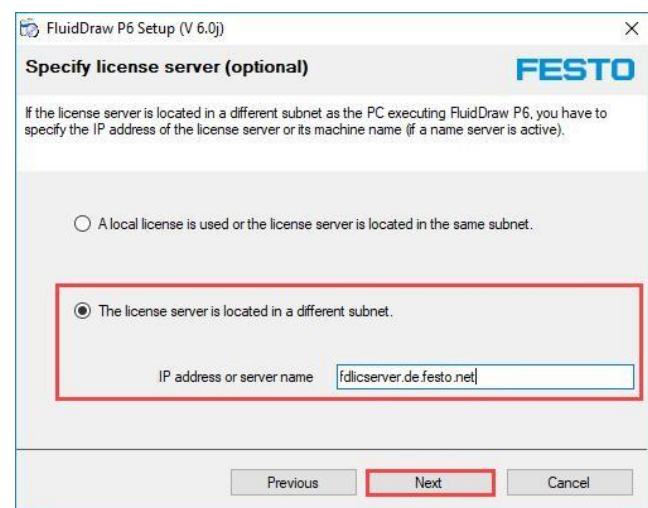 FluidDraw P6 Setup (V 6.0j)
Specify license server (optional)
FESTO
If the license server is located in a different subnet as the PC executing FluidDraw P6, you have to
specify the IP address of the license server or its machine name (if a name server is active).
A local license is used or the license server is located in the same subnet.
The license server is located in a different subnet.
IP address or server name fdlicserver.de.festo.net
Previous Next Cancel